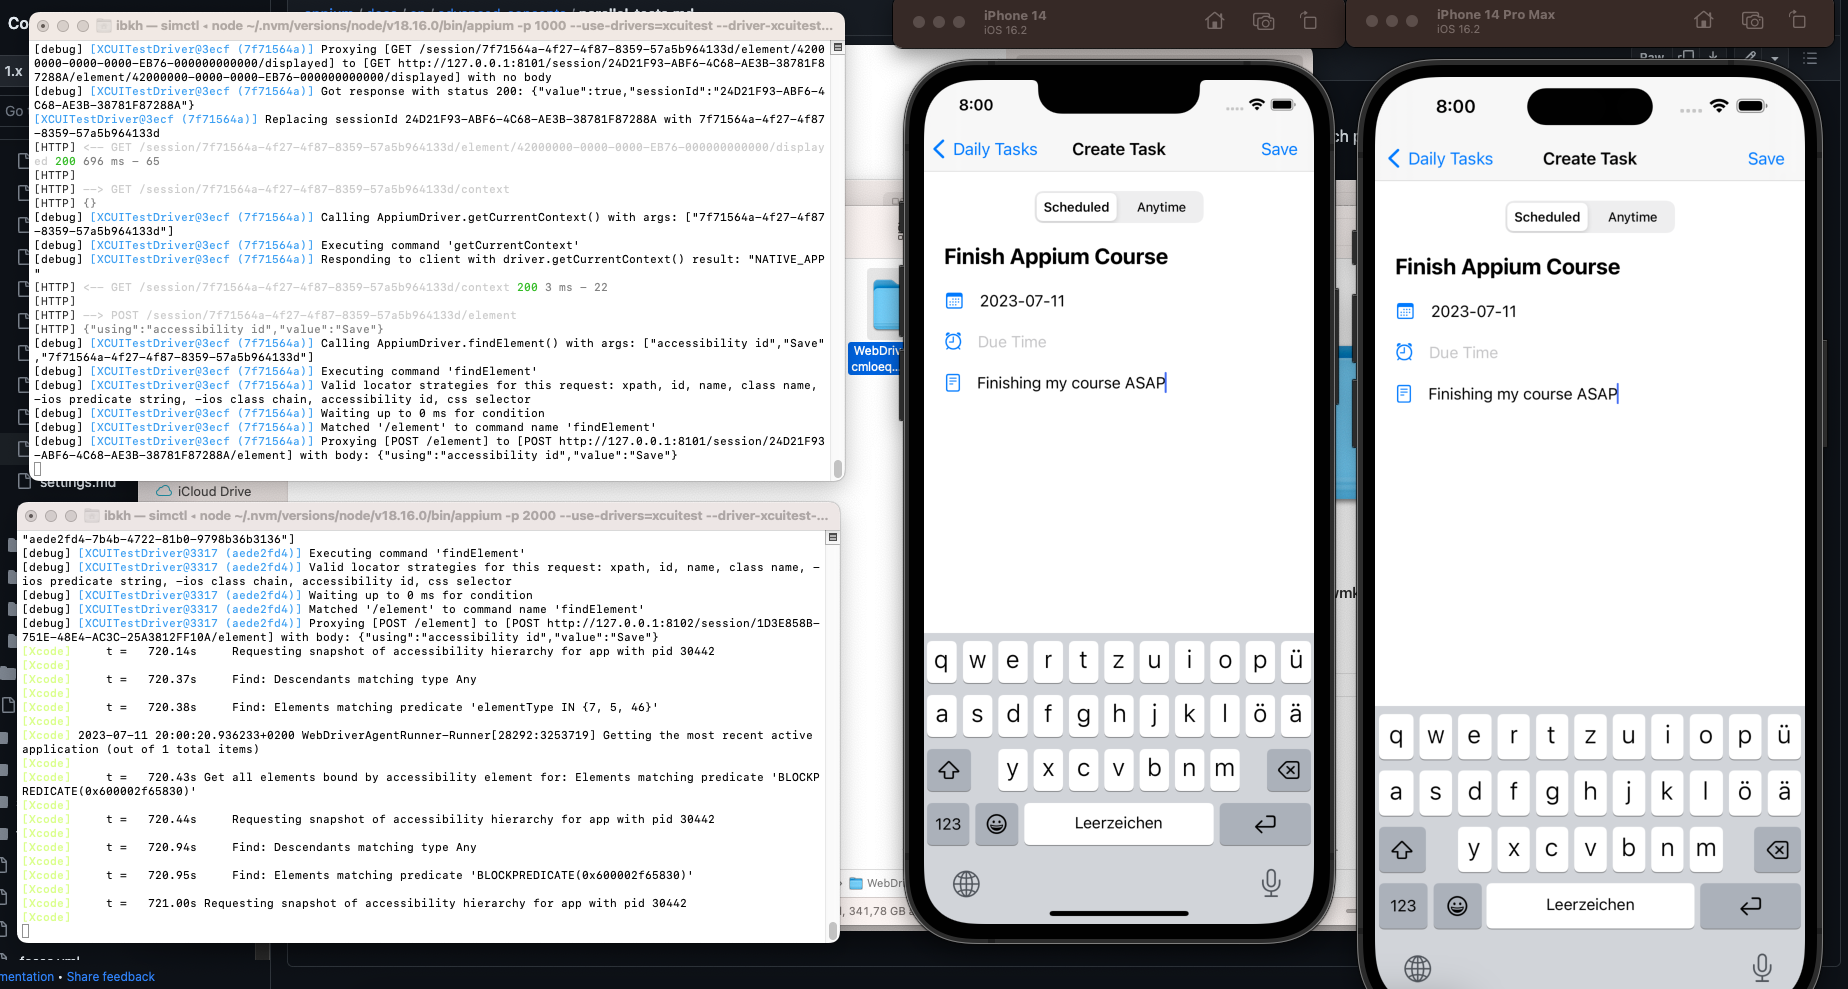 ibkh — simctl ◂ node ~/.nvm/versions/node/v18.16.0/bin/appium -p 1000 --use-drivers=xcuitest --driver-xcuitest...
[debug] [XCUITestDriver@3ecf (7f71564a)] Proxying [GET /session/7f71564a-4f27-4f87-8359-57a5b964133d/element/4200
0000-0000-0000-EB76-000000000000/displayed] to [GET http://127.0.0.1:8101/session/24D21F93-ABF6-4C68-AE3B-38781F8
7288A/element/42000000-0000-0000-EB76-000000000000/displayed] with no body
[debug] [XCUITestDriver@3ecf (7f71564a)] Got response with status 200: {"value":true,"sessionId":"24D21F93-ABF6-4
C68-AE3B-38781F87288A"}
[XCUITestDriver@3ecf (7f71564a)] Replacing sessionId 24D21F93-ABF6-4C68-AE3B-38781F87288A with 7f71564a-4f27-4f87
-8359-57a5b964133d
[HTTP] <-- GET /session/7f71564a-4f27-4f87-8359-57a5b964133d/element/42000000-0000-0000-EB76-000000000000/display
ed 200 696 ms - 65
[HTTP]
[HTTP] --> GET /session/7f71564a-4f27-4f87-8359-57a5b964133d/context
[HTTP] {}
[debug] [XCUITestDriver@3ecf (7f71564a)] Calling AppiumDriver.getCurrentContext() with args: ["7f71564a-4f27-4f87
-8359-57a5b964133d"]
[debug] [XCUITestDriver@3ecf (7f71564a)] Executing command 'getCurrentContext'
[debug] [XCUITestDriver@3ecf (7f71564a)] Responding to client with driver.getCurrentContext() result: "NATIVE_APP
"
[HTTP] <-- GET /session/7f71564a-4f27-4f87-8359-57a5b964133d/context 200 3 ms - 22
[HTTP]
[HTTP] --> POST /session/7f71564a-4f27-4f87-8359-57a5b964133d/element
[HTTP] {"using":"accessibility id","value":"Save"}
[debug] [XCUITestDriver@3ecf (7f71564a)] Calling AppiumDriver.findElement() with args: ["accessibility id","Save"
,"7f71564a-4f27-4f87-8359-57a5b964133d"]
[debug] [XCUITestDriver@3ecf (7f71564a)] Executing command 'findElement'
[debug] [XCUITestDriver@3ecf (7f71564a)] Valid locator strategies for this request: xpath, id, name, class name,
-ios predicate string, -ios class chain, accessibility id, css selector
[debug] [XCUITestDriver@3ecf (7f71564a)] Waiting up to 0 ms for condition
[debug] [XCUITestDriver@3ecf (7f71564a)] Matched '/element' to command name 'findElement'
[debug] [XCUITestDriver@3ecf (7f71564a)] Proxying [POST /element] to [POST http://127.0.0.1:8101/session/24D21F93
-ABF6-4C68-AE3B-38781F87288A/element] with body: {"using":"accessibility id","value":"Save"}
1.x
Go
settings.md
iCloud Drive
ibkh — simctl ◂ node ~/.nvm/versions/node/v18.16.0/bin/appium -p 2000 --use-drivers=xcuitest --driver-xcuitest-...
"aede2fd4-7b4b-4722-81b0-9798b36b3136"]
[debug] [XCUITestDriver@3317 (aede2fd4)] Executing command 'findElement'
[debug] [XCUITestDriver@3317 (aede2fd4)] Valid locator strategies for this request: xpath, id, name, class name, -
ios predicate string, -ios class chain, accessibility id, css selector
[debug] [XCUITestDriver@3317 (aede2fd4)] Waiting up to 0 ms for condition
[debug] [XCUITestDriver@3317 (aede2fd4)] Matched '/element' to command name 'findElement'
[debug] [XCUITestDriver@3317 (aede2fd4)] Proxying [POST /element] to [POST http://127.0.0.1:8102/session/1D3E858B-
751E-48E4-AC3C-25A3812FF10A/element] with body: {"using":"accessibility id","value":"Save"}
[Xcode] t = 720.14s Requesting snapshot of accessibility hierarchy for app with pid 30442
[Xcode]
[Xcode] t = 720.37s Find: Descendants matching type Any
[Xcode]
[Xcode] t = 720.38s Find: Elements matching predicate 'elementType IN {7, 5, 46}'
[Xcode]
[Xcode] 2023-07-11 20:00:20.936233+0200 WebDriverAgentRunner-Runner[28292:3253719] Getting the most recent active
application (out of 1 total items)
[Xcode]
[Xcode] t = 720.43s Get all elements bound by accessibility element for: Elements matching predicate 'BLOCKP
REDICATE(0x600002f65830)'
[Xcode]
[Xcode] t = 720.44s Requesting snapshot of accessibility hierarchy for app with pid 30442
[Xcode]
[Xcode] t = 720.94s Find: Descendants matching type Any
[Xcode]
[Xcode] t = 720.95s Find: Elements matching predicate 'BLOCKPREDICATE(0x600002f65830)'
[Xcode]
[Xcode] t = 721.00s Requesting snapshot of accessibility hierarchy for app with pid 30442
[Xcode]
mentation • Share feedback
WebDriv
cmloeq...
WebDri
341,78 GB
iPhone 14
iOS 16.2
8:00
Daily Tasks
Create Task
Save
Scheduled
Anytime
Finish Appium Course
2023-07-11
Due Time
Finishing my course ASAP
q w e r t z u i o p ü
a s d f g h j k l ö ä
y x c v b n m
123 Leerzeichen
iPhone 14 Pro Max
iOS 16.2
Raw
8:00
Daily Tasks
Create Task
Save
Scheduled
Anytime
Finish Appium Course
2023-07-11
Due Time
Finishing my course ASAP
q w e r t z u i o p ü
a s d f g h j k l ö ä
y x c v b n m
123 Leerzeichen